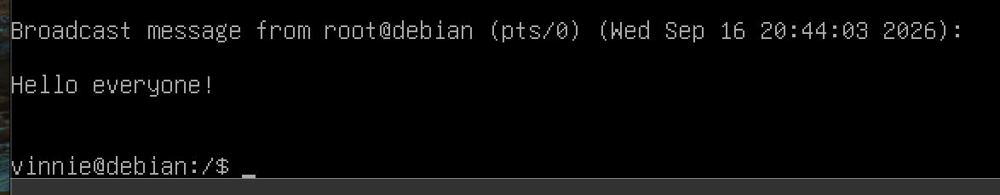 Broadcast message from root@debian (pts/0) (Wed Sep 16 20:44:03 2026):
Hello everyone!
vinnie@debian:/$ _